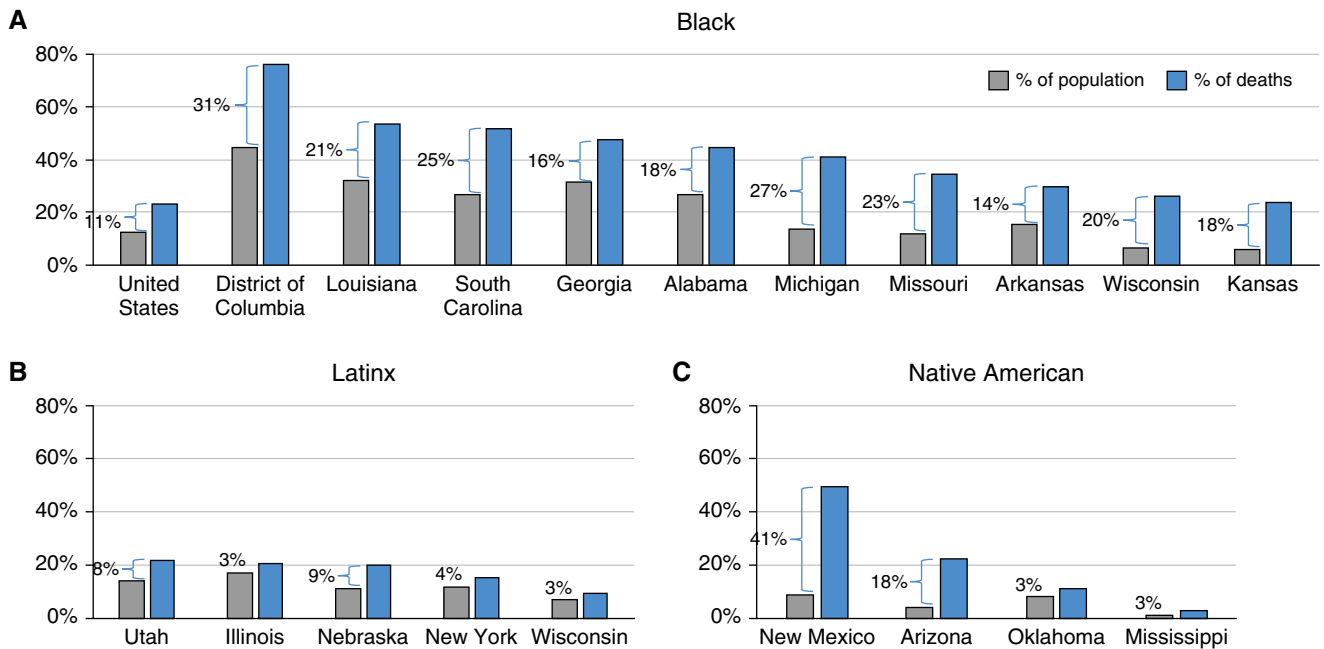 A
Black
80%
60%
40%
20%
0%
% of population
% of deaths
11%
31%
21%
25%
16%
18%
27%
23%
14%
20%
18%
United States
District of Columbia
Louisiana
South Carolina
Georgia
Alabama
Michigan
Missouri
Arkansas
Wisconsin
Kansas
B
Latinx
80%
60%
40%
20%
0%
8%
3%
9%
4%
3%
Utah
Illinois
Nebraska
New York
Wisconsin
C
Native American
80%
60%
40%
20%
0%
41%
18%
3%
3%
New Mexico
Arizona
Oklahoma
Mississippi